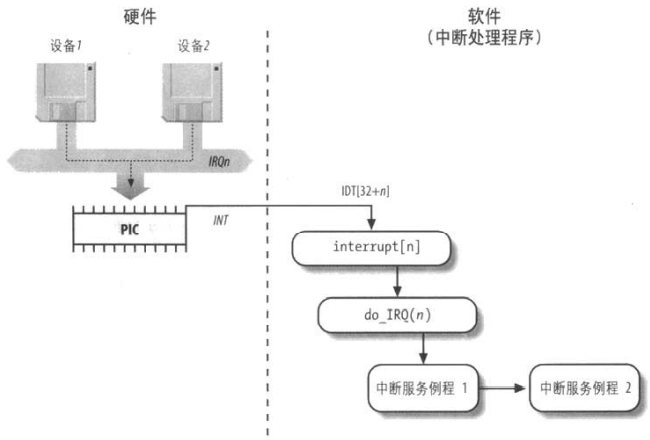 硬件
软件
(中断处理程序)
设备1
设备2
IRQn
PIC
INT
IDT[32+n]
interrupt[n]
do_IRQ(n)
中断服务例程 1
中断服务例程 2